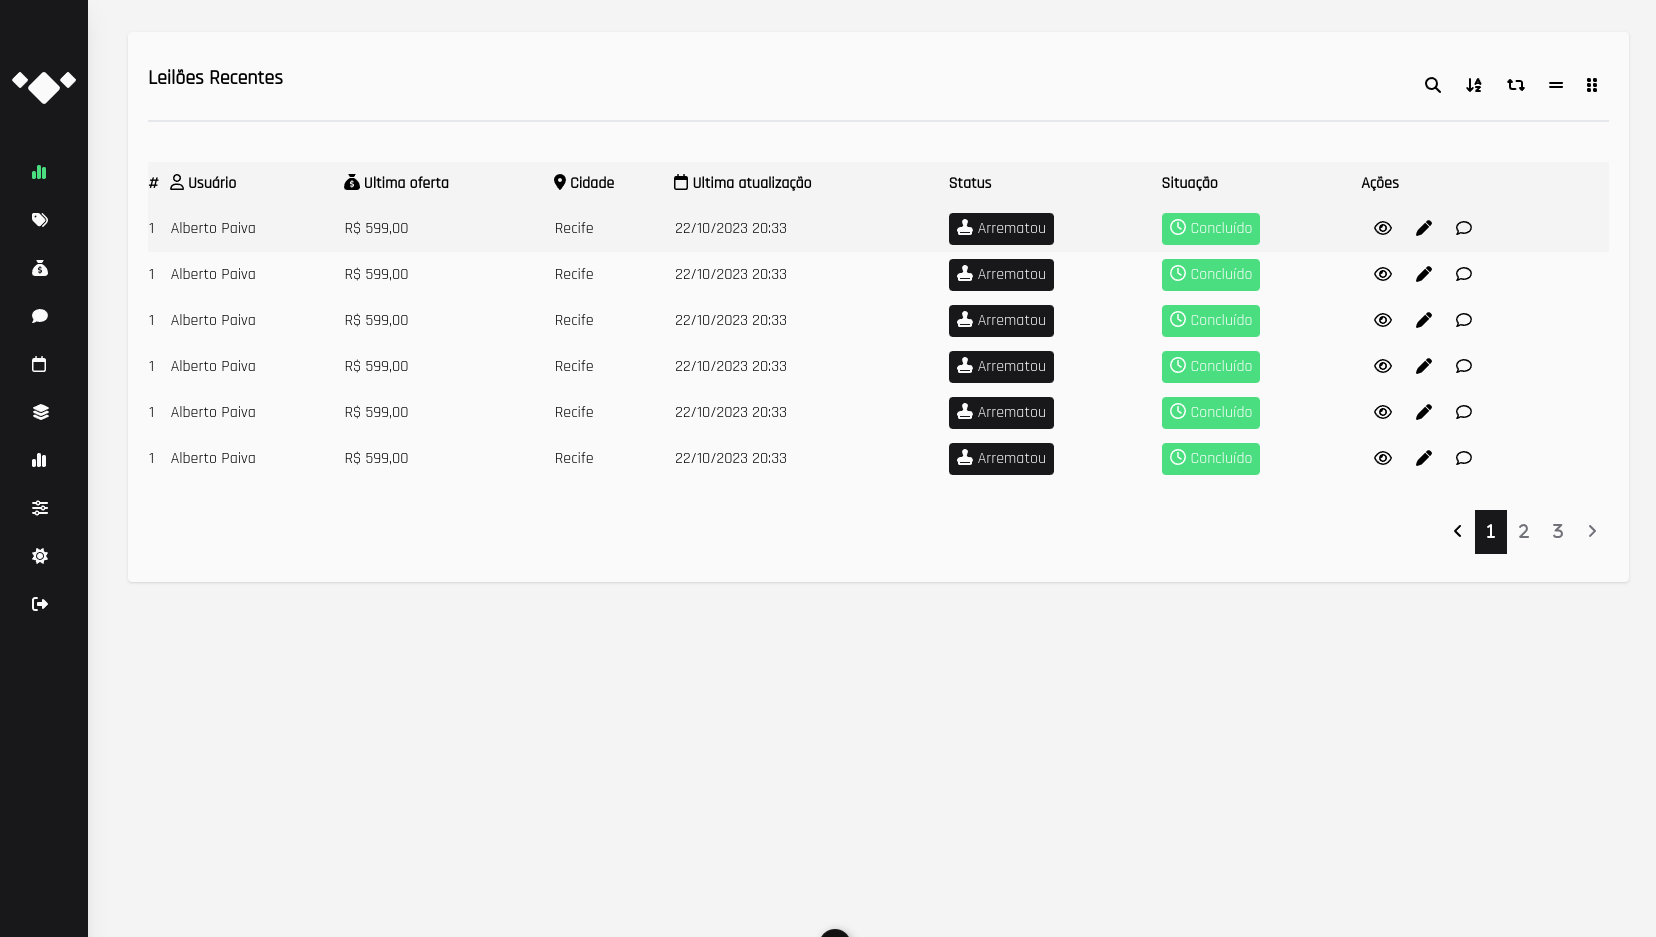 Leilões Recentes
# Usuário Ultima oferta Cidade Ultima atualização Status Situação Ações
1 Alberto Paiva R$ 599,00 Recife 22/10/2023 20:33 Arrematou Concluído
1 Alberto Paiva R$ 599,00 Recife 22/10/2023 20:33 Arrematou Concluído
1 Alberto Paiva R$ 599,00 Recife 22/10/2023 20:33 Arrematou Concluído
1 Alberto Paiva R$ 599,00 Recife 22/10/2023 20:33 Arrematou Concluído
1 Alberto Paiva R$ 599,00 Recife 22/10/2023 20:33 Arrematou Concluído
1 Alberto Paiva R$ 599,00 Recife 22/10/2023 20:33 Arrematou Concluído
1 2 3